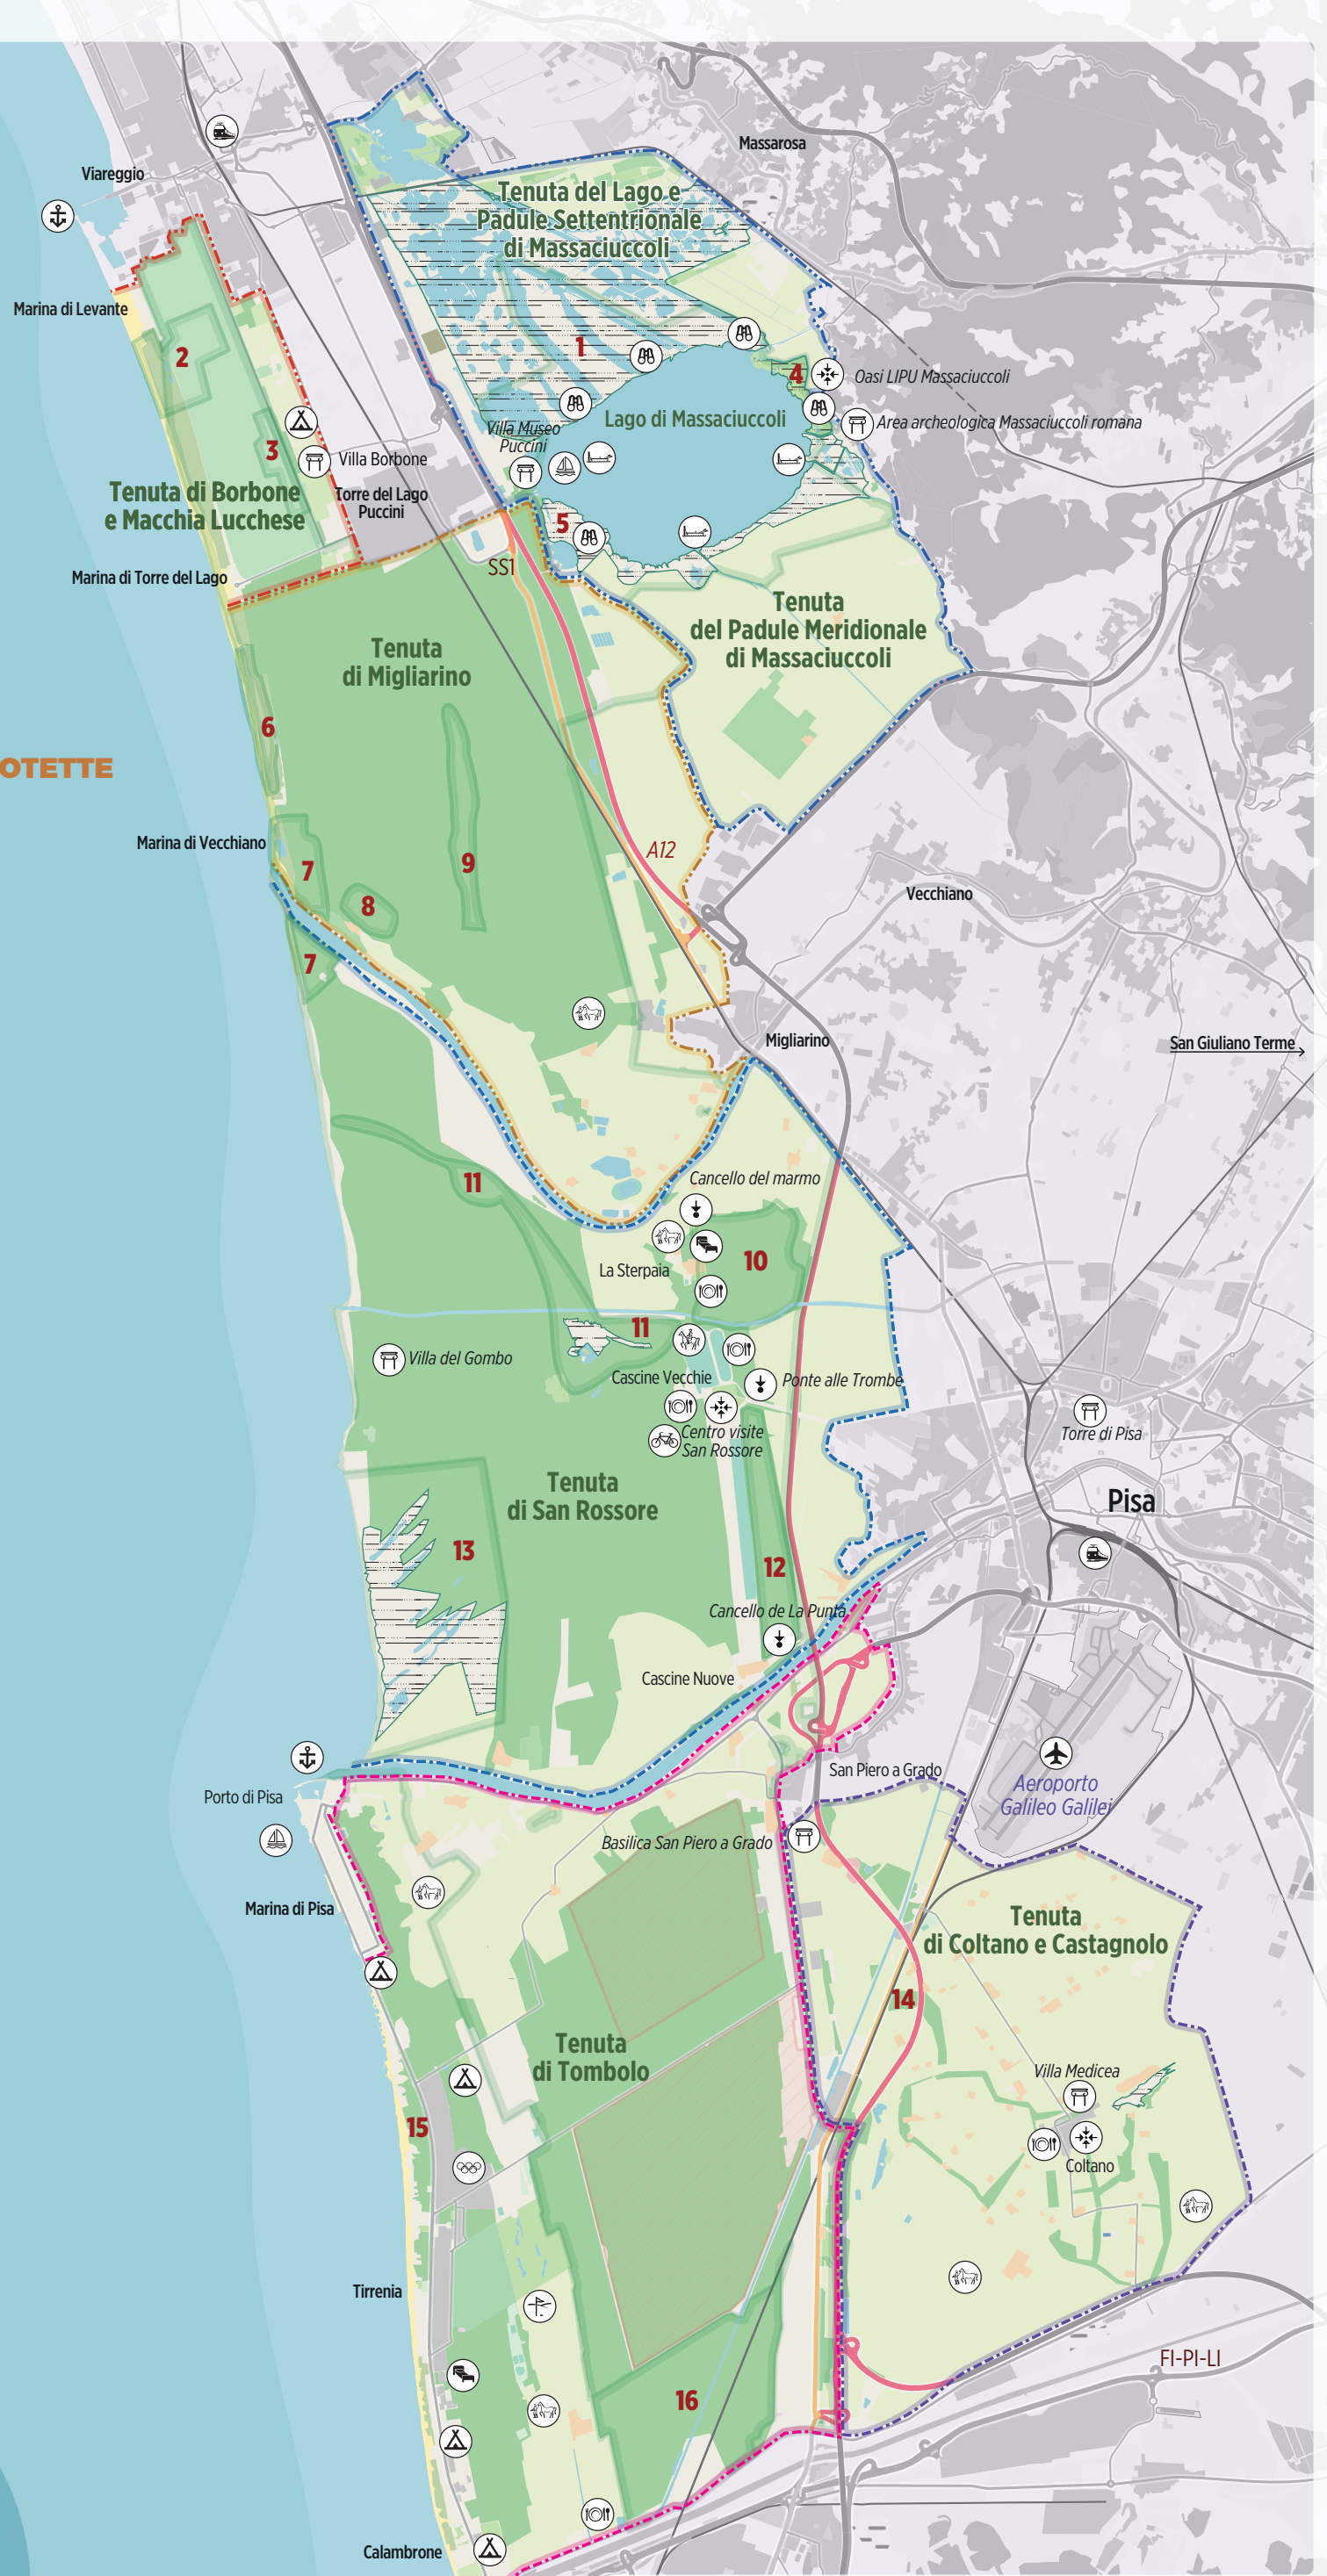 Massarosa
Viareggio
Tenuta del Lago e
Padule Settentrionale
di Massaciuccoli
Marina di Levante
2
1
4
Oasi LIPU Massaciuccoli
Lago di Massaciuccoli
Area archeologica Massaciuccoli romana
Villa Museo
Puccini
3
Villa Borbone
Tenuta di Borbone
e Macchia Lucchese
Torre del Lago
Puccini
5
SS1
Marina di Torre del Lago
Tenuta
del Padule Meridionale
di Massaciuccoli
Tenuta
di Migliarino
6
OTETTE
Marina di Vecchiano
A12
7
9
8
Vecchiano
7
Migliarino
San Giuliano Terme
11
Cancello del marmo
10
La Sterpaia
11
Villa del Gombo
Cascine Vecchie
Ponte alle Trombe
Centro visite
San Rossore
Torre di Pisa
Tenuta
di San Rossore
Pisa
13
12
Cancello de La Punta
Cascine Nuove
San Piero a Grado
Porto di Pisa
Aeroporto
Galileo Galilei
Basilica San Piero a Grado
Marina di Pisa
Tenuta
di Coltano e Castagnolo
14
Tenuta
di Tombolo
Villa Medicea
15
Coltano
Tirrenia
FI-PI-LI
16
Calambrone